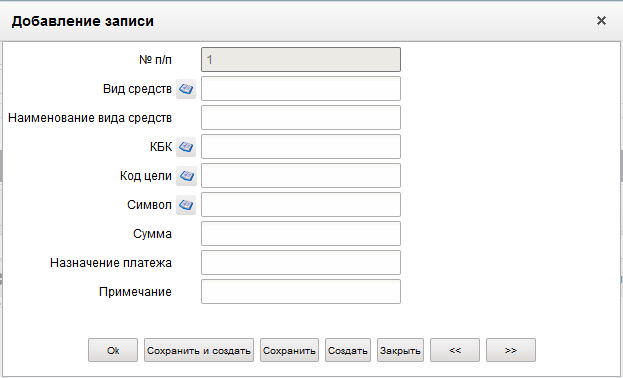 Добавление записи
№ п/п 1
Вид средств
Наименование вида средств
КБК
Код цели
Символ
Сумма
Назначение платежа
Примечание
Ok Сохранить и создать Сохранить Создать Закрыть << >>